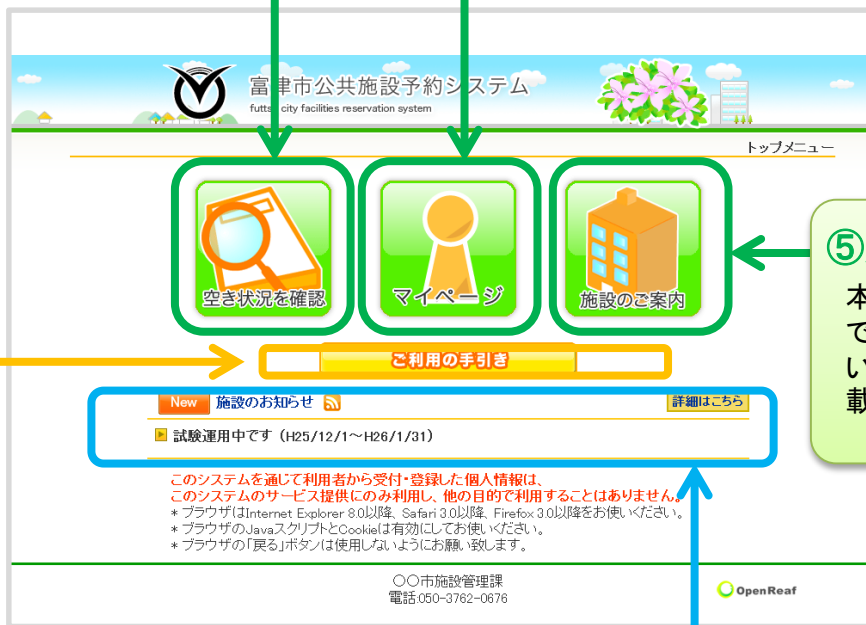 富津市公共施設予約システム
futtsu city facilities reservation system
トップメニュー
空き状況を確認
マイページ
施設のご案内
⑤
本
で
い
載
ご利用の手引き
New 施設のお知らせ
詳細はこちら
試験運用中です (H25/12/1～H26/1/31)
このシステムを通じて利用者から受付・登録した個人情報は、
このシステムのサービス提供にのみ利用し、他の目的で利用することはありません。
* ブラウザはInternet Explorer 8.0以降、Safari 3.0以降、Firefox 3.0以降をお使いください。
* ブラウザのJavaスクリプトとCookieは有効にしてお使いください。
* ブラウザの「戻る」ボタンは使用しないようにお願い致します。
〇〇市施設管理課
電話:050-3762-0676
OpenReaf